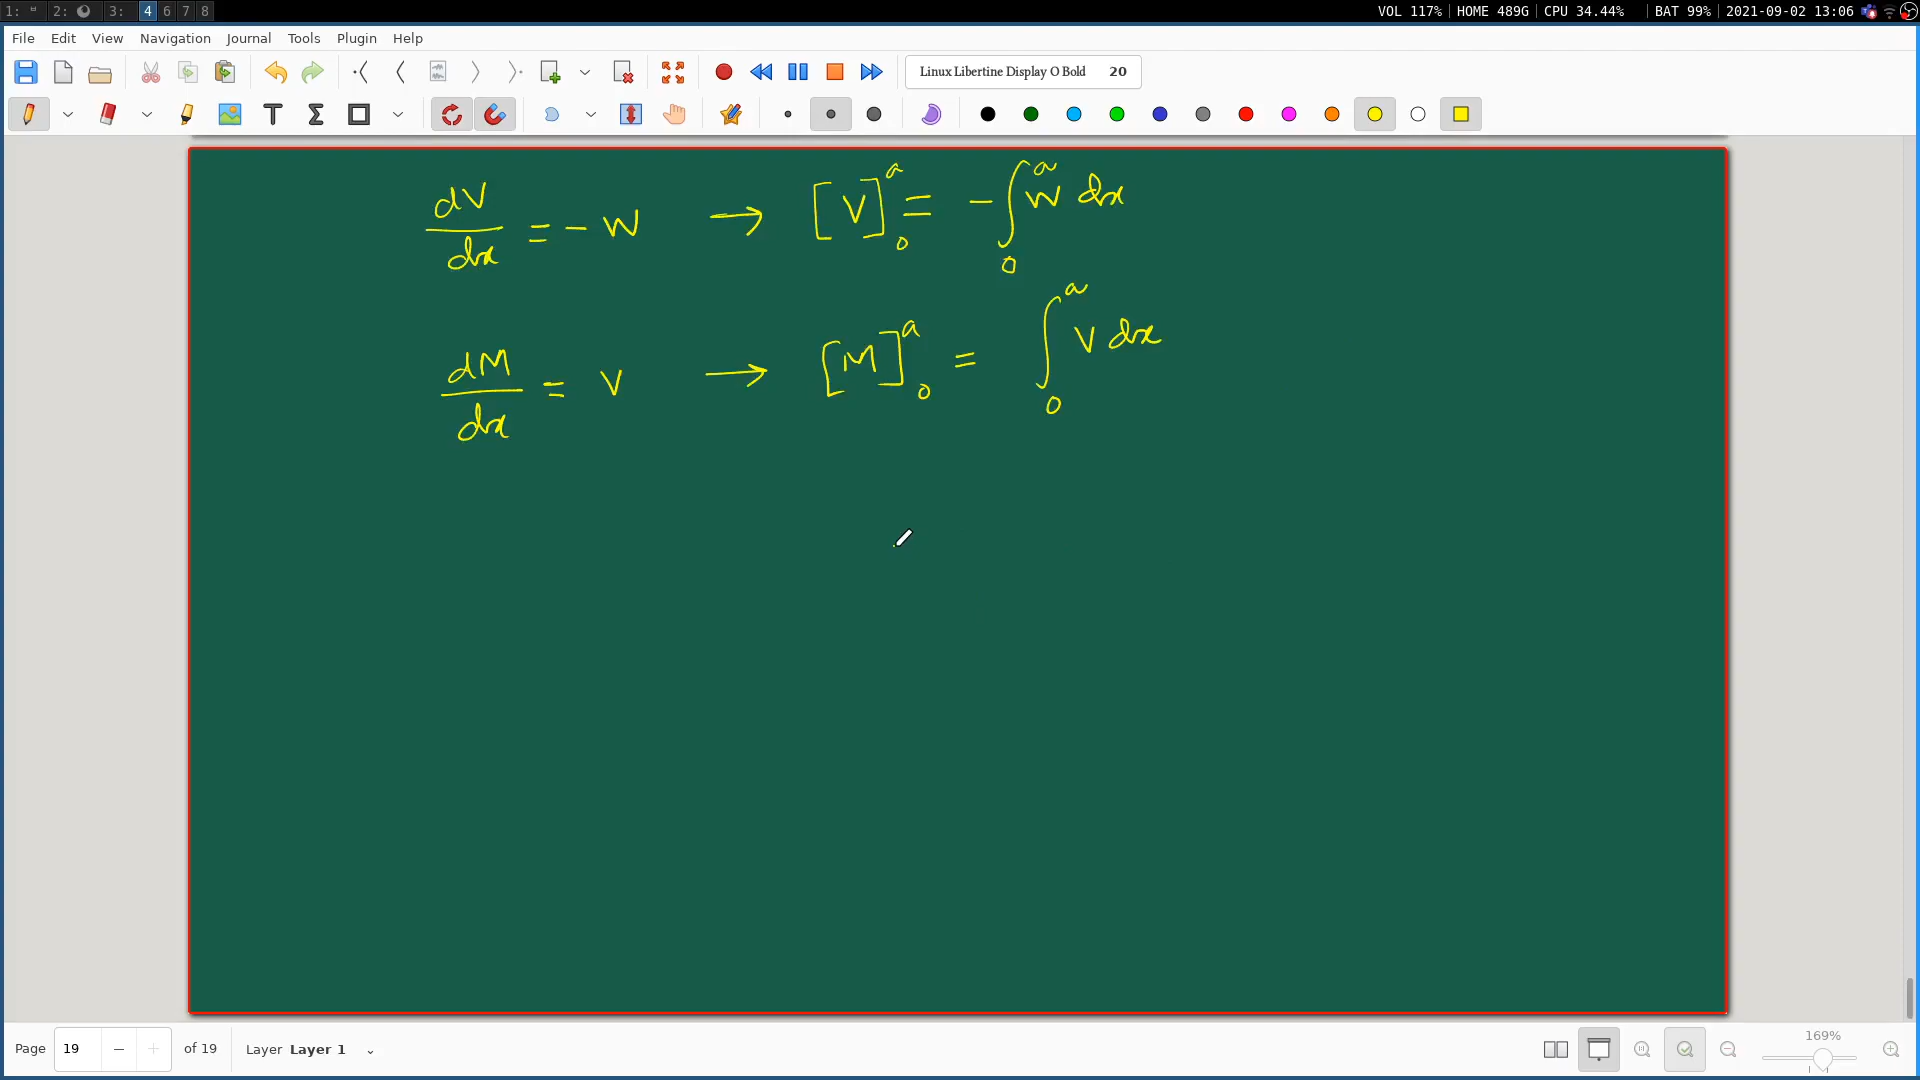 1: 2: 3: 4 6 7 8 VOL 117% HOME 489G CPU 34.44% BAT 99% 2021-09-02 13:06
File Edit View Navigation Journal Tools Plugin Help
Linux Libertine Display O Bold 20
dV/dx = - W → [V]₀ᵃ = - ∫₀ᵃ W dx
dM/dx = V → [M]₀ᵃ = ∫₀ᵃ V dx
Page 19 of 19 Layer Layer 1 169%